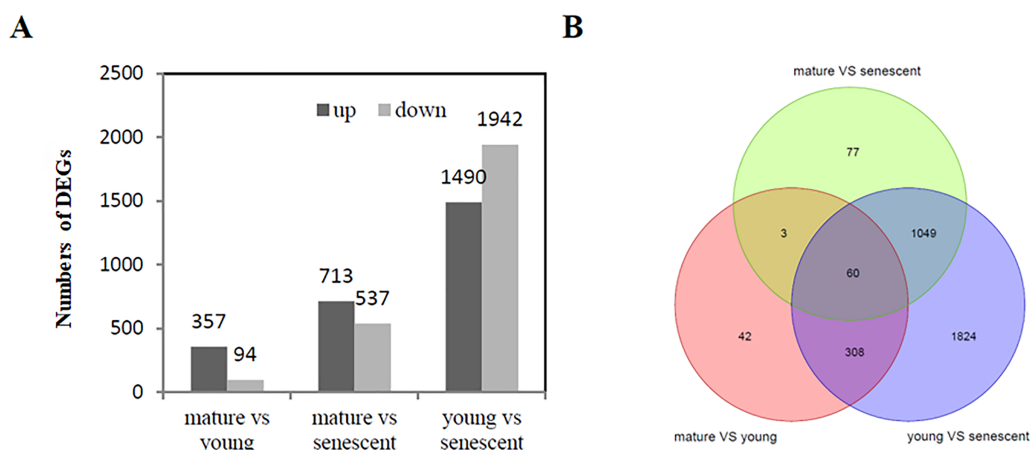 A
Numbers of DEGs
2500
2000
1500
1000
500
0
up down
357
94
713
537
1490
1942
mature vs young
mature vs senescent
young vs senescent
B
mature VS senescent
77
3
1049
60
42
308
1824
mature VS young
young VS senescent